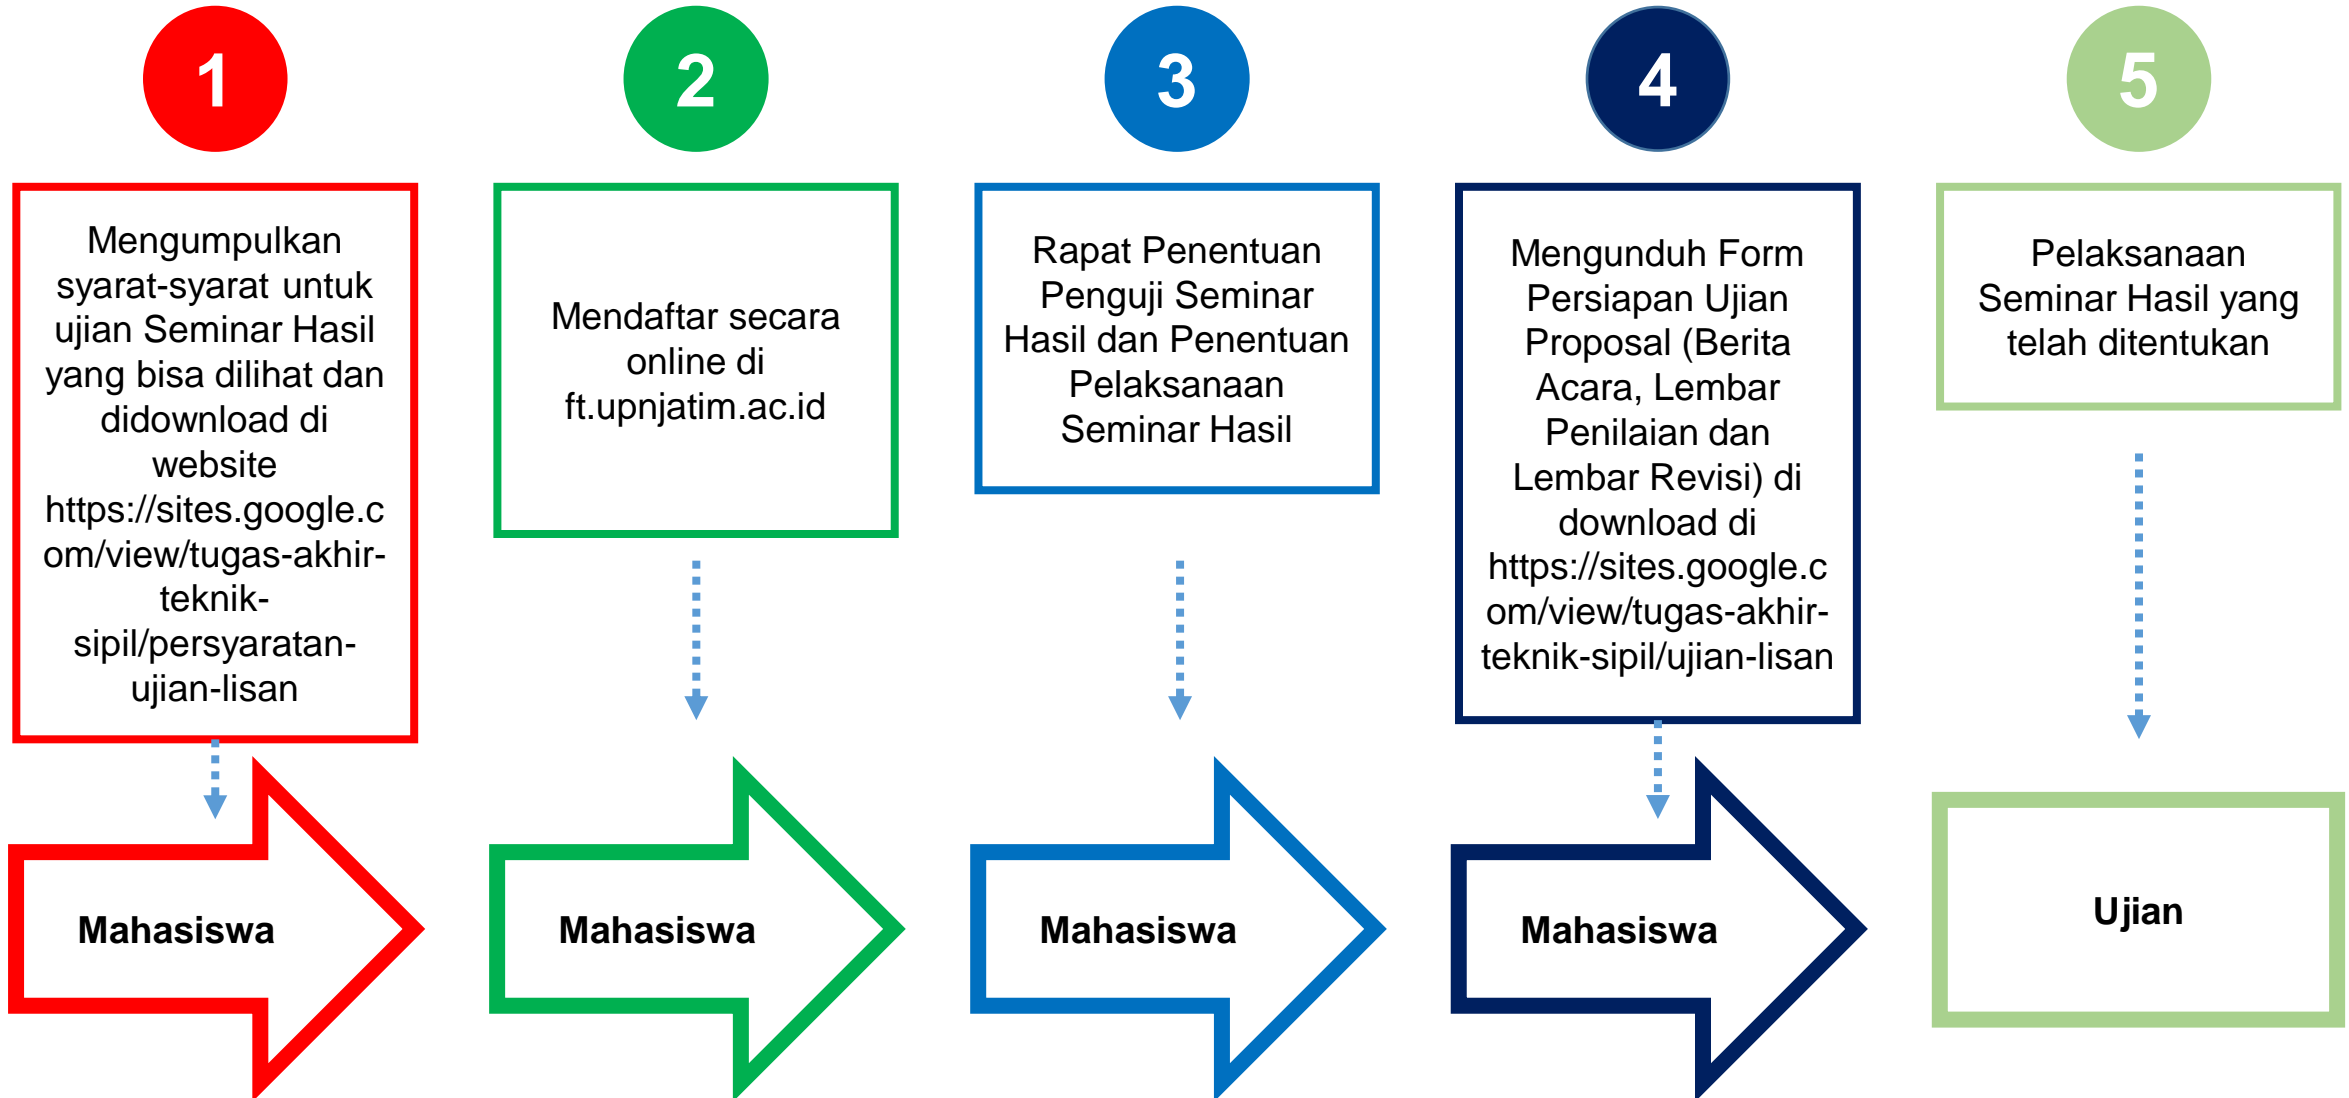 1
Mengumpulkan
syarat-syarat untuk
ujian Seminar Hasil
yang bisa dilihat dan
didownload di
website
https://sites.google.c
om/view/tugas-akhir-
teknik-
sipil/persyaratan-
ujian-lisan
Mahasiswa
2
Mendaftar secara
online di
ft.upnjatim.ac.id
Mahasiswa
3
Rapat Penentuan
Penguji Seminar
Hasil dan Penentuan
Pelaksanaan
Seminar Hasil
Mahasiswa
4
Mengunduh Form
Persiapan Ujian
Proposal (Berita
Acara, Lembar
Penilaian dan
Lembar Revisi) di
download di
https://sites.google.c
om/view/tugas-akhir-
teknik-sipil/ujian-lisan
Mahasiswa
5
Pelaksanaan
Seminar Hasil yang
telah ditentukan
Ujian